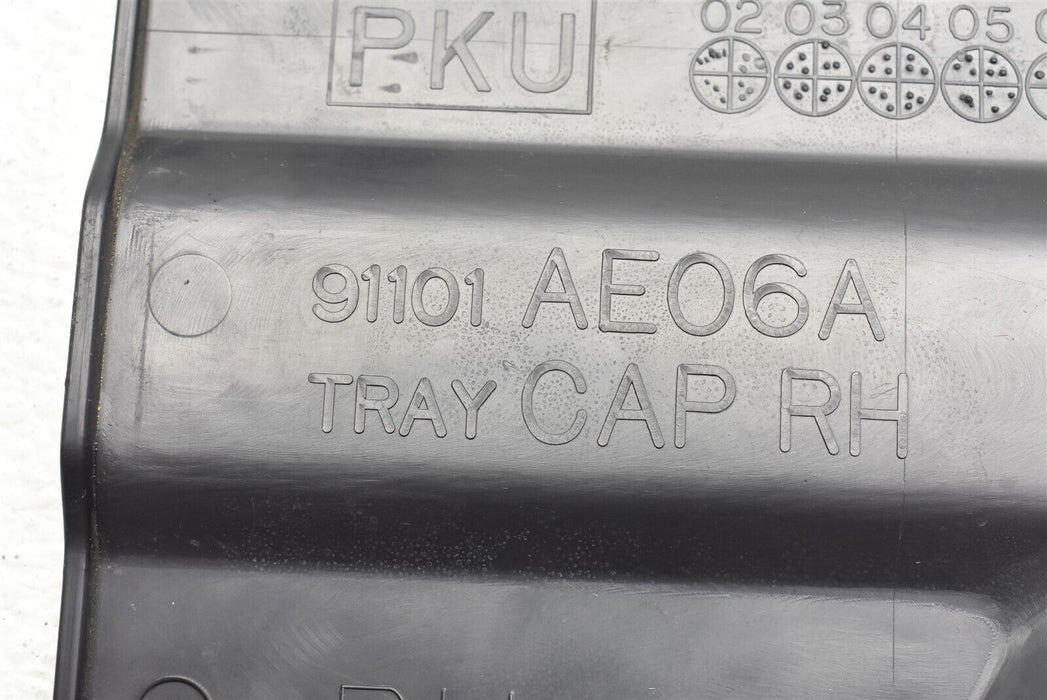 PKU
02 03 04 05
91101 AE06A
TRAY CAP RH